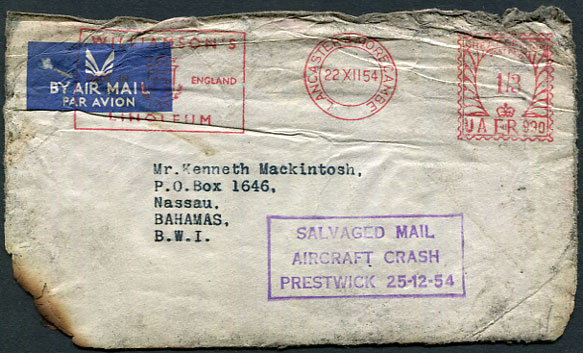 WILLIAMSON'S
ENGLAND
LINOLEUM
BY AIR MAIL
PAR AVION
LANCASTER & MORECAMBE
22 XII 54
1/3
Mr.Kenneth Mackintosh,
P.O.Box 1646,
Nassau,
BAHAMAS,
B.W.I.
SALVAGED MAIL
AIRCRAFT CRASH
PRESTWICK 25-12-54